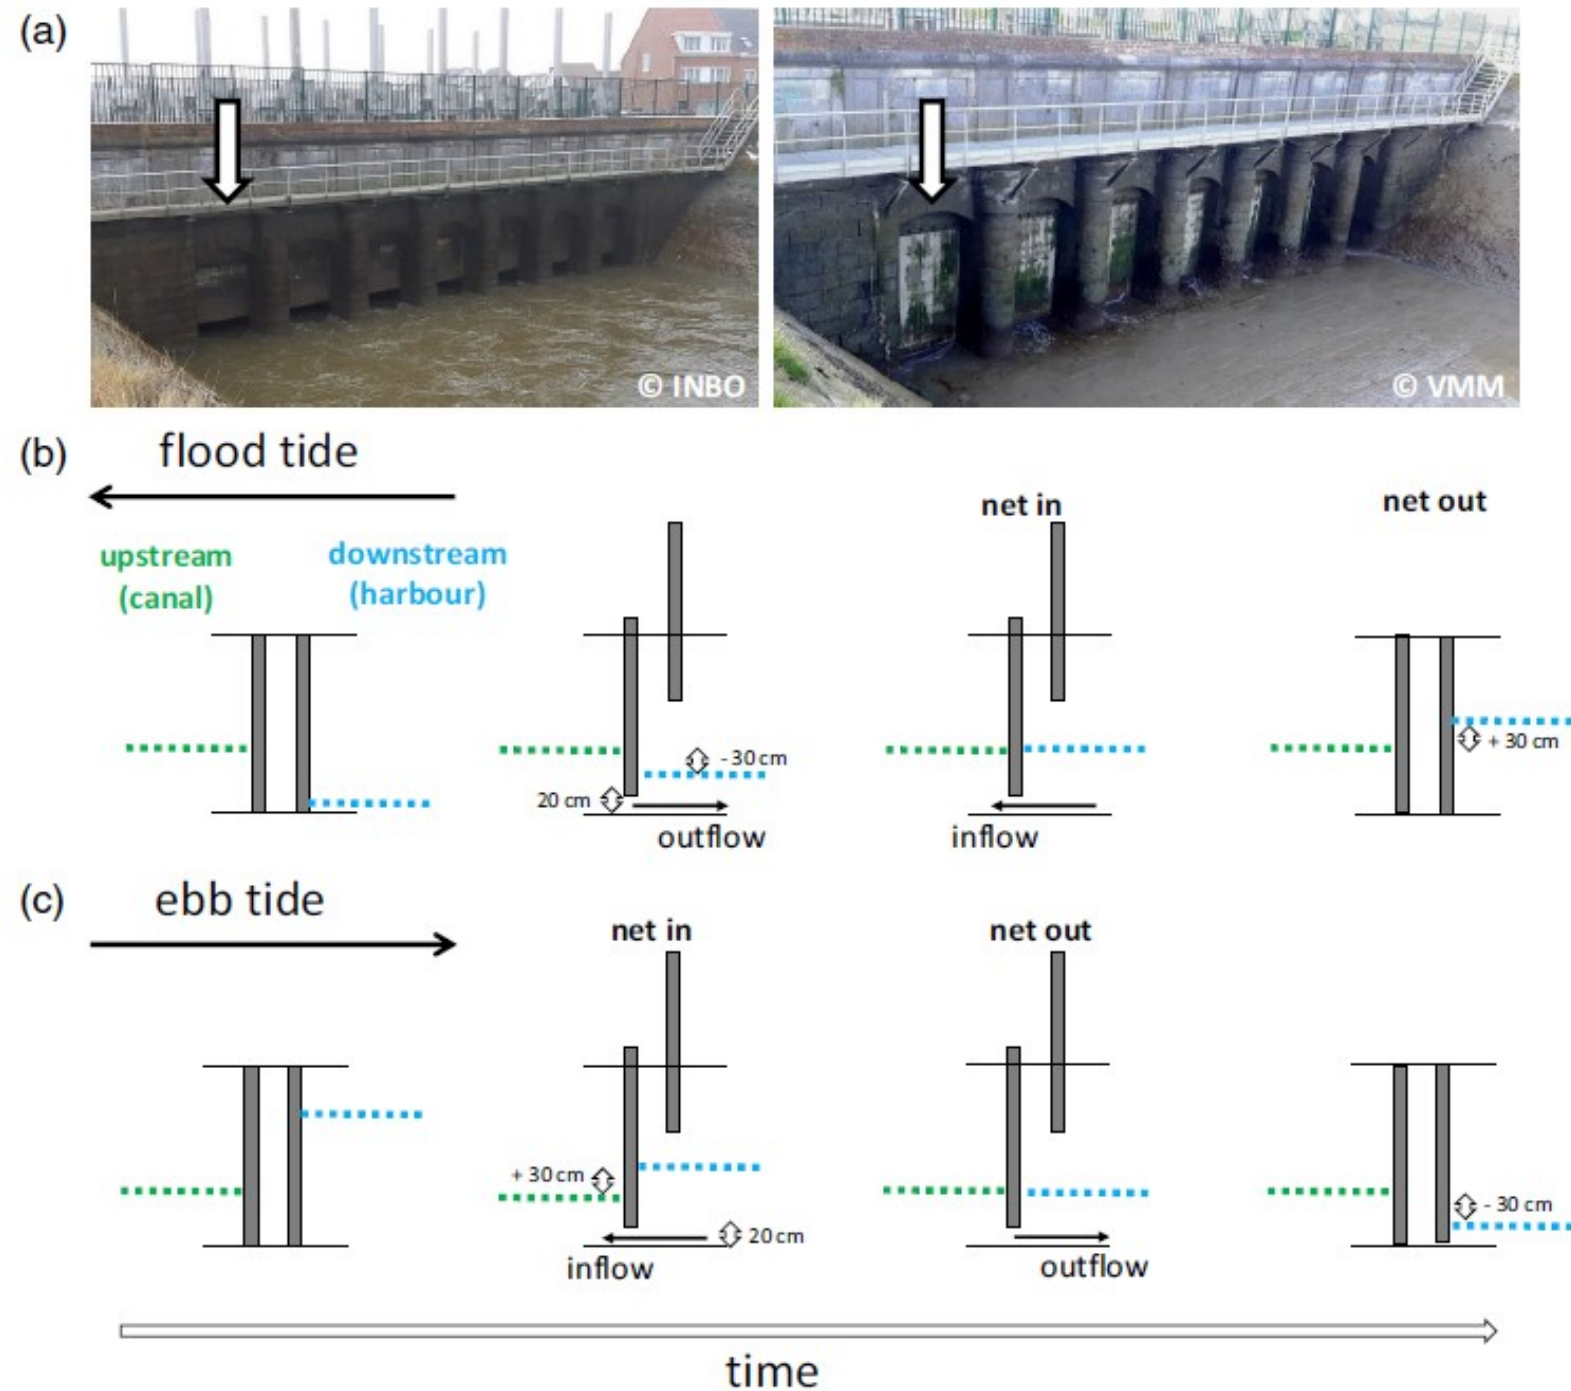 (a)
© INBO
© VMM
(b)
flood tide
net in
net out
upstream
(canal)
downstream
(harbour)
- 30 cm
20 cm
outflow
inflow
+ 30 cm
(c)
ebb tide
net in
net out
+ 30 cm
20 cm
inflow
outflow
- 30 cm
time